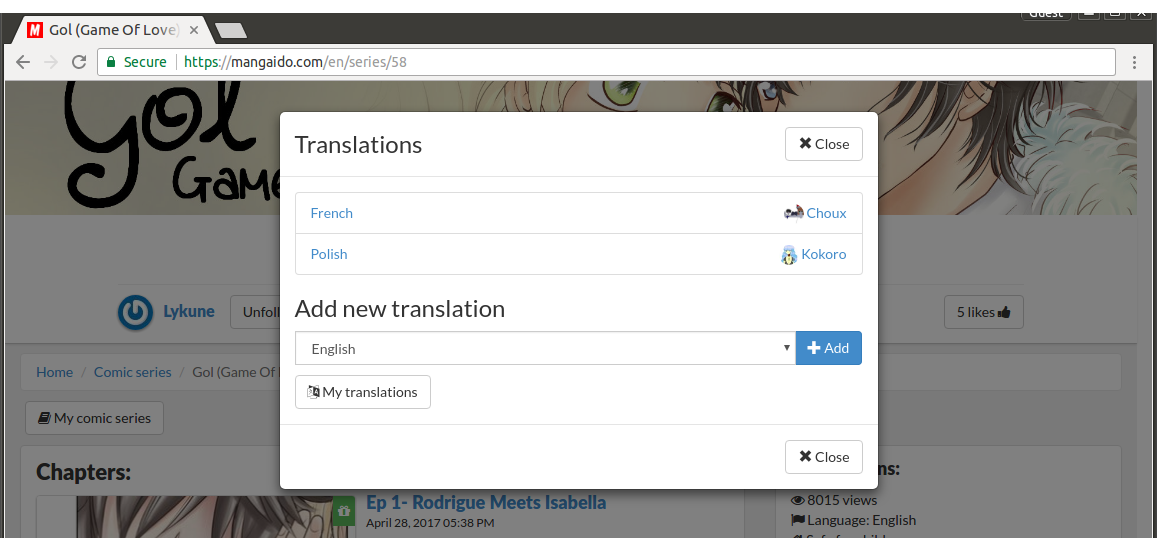 Guest
Gol (Game Of Love)
Secure https://mangaido.com/en/series/58
Gol
Game
Translations
Close
French Choux
Polish Kokoro
Add new translation
English Add
My translations
Close
Lykune Unfoll 5 likes
Home / Comic series / Gol (Game Of
My comic series
Chapters:
ns:
Ep 1- Rodrigue Meets Isabella
April 28, 2017 05:38 PM
8015 views
Language: English